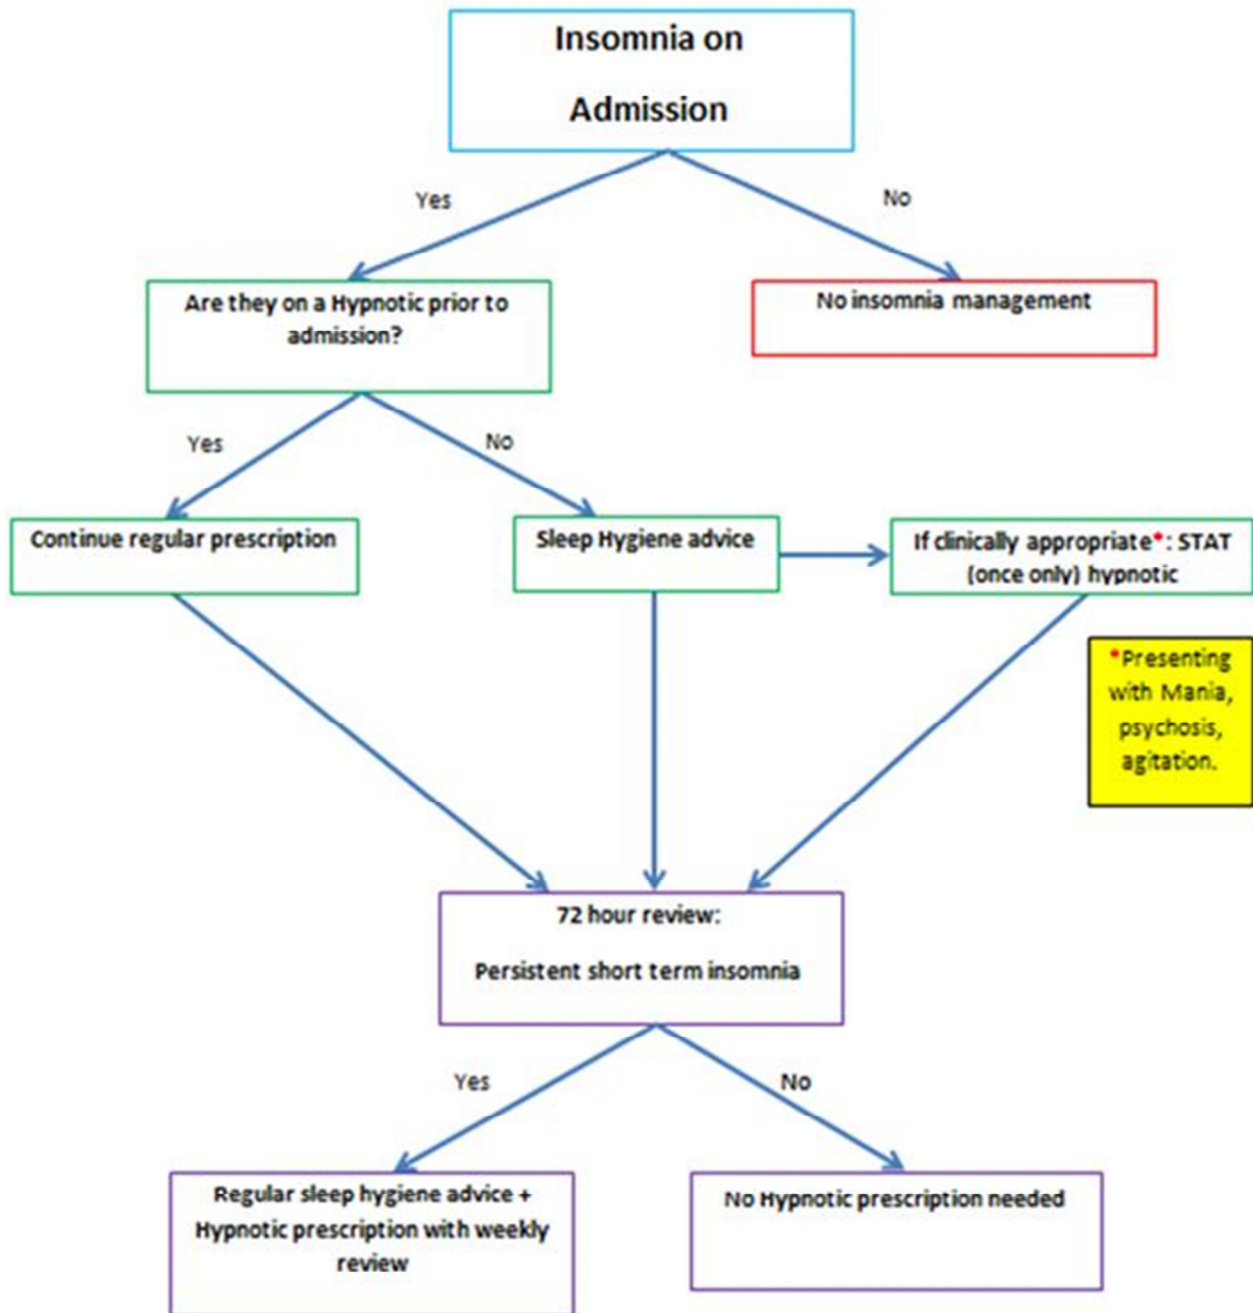 Insomnia on
Admission
Yes
No
Are they on a Hypnotic prior to
admission?
No insomnia management
Yes
No
Continue regular prescription
Sleep Hygiene advice
If clinically appropriate*: STAT
(once only) hypnotic
*Presenting
with Mania,
psychosis,
agitation.
72 hour review:
Persistent short term insomnia
Yes
No
Regular sleep hygiene advice +
Hypnotic prescription with weekly
review
No Hypnotic prescription needed